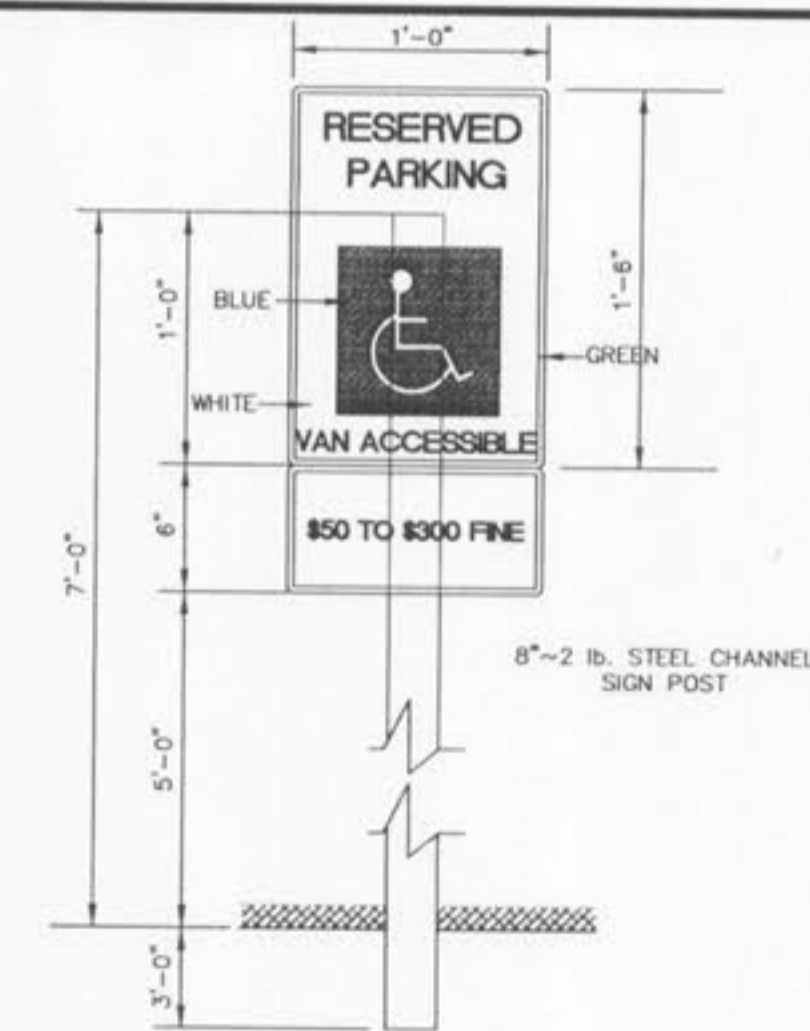 1'-0"
RESERVED
PARKING
1'-0"
BLUE
1'-6"
GREEN
WHITE
VAN ACCESSIBLE
6"
$50 TO $300 FINE
7'-0"
8"~2 lb. STEEL CHANNEL
SIGN POST
5'-0"
3'-0"